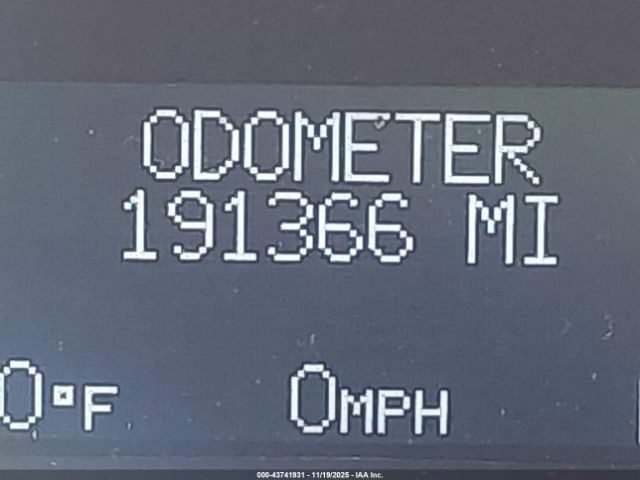 ODOMETER
191366 MI
0°F
0MPH
000-43741931 - 11/19/2025 - IAA Inc.